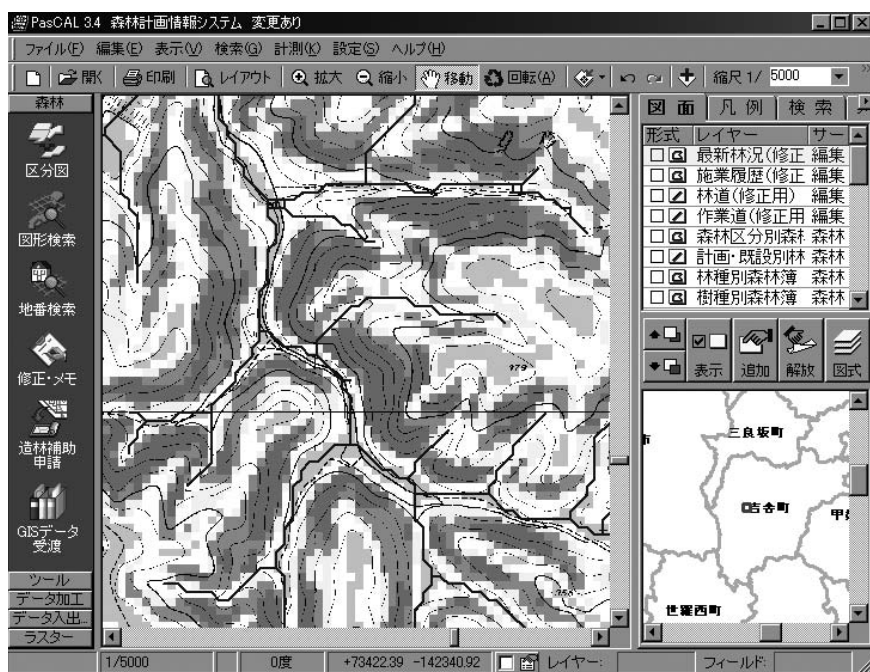 PasCAL 3.4 森林計画情報システム 変更あり
ファイル(F) 編集(E) 表示(V) 検索(G) 計測(K) 設定(S) ヘルプ(H)
開く 印刷 レイアウト 拡大 縮小 移動 回転(A) 縮尺 1/ 5000
森林
区分図
図形検索
地番検索
修正・メモ
造林補助
申請
GISデータ
受渡
ツール
データ加工
データ入出
ラスター
979
756
図 面 凡 例 検 索
形式 レイヤー サー
最新林況(修正 編集
施業履歴(修正 編集
林道(修正用) 編集
作業道(修正用 編集
森林区分別森林 森林
計画・既設別林 森林
林種別森林簿 森林
樹種別森林簿 森林
表示 追加 解放 図式
三良坂町
市
吉舎町
甲
世羅西町
1/5000 0度 +73422.39 -142340.92 レイヤー: フィールド: